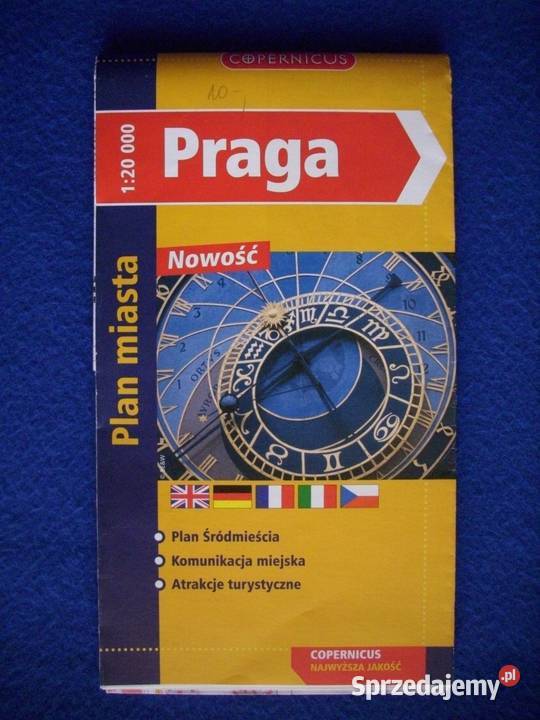 COPERNICUS
10-,
1:20 000
Praga
Plan miasta
Nowość
Plan Śródmieścia
Komunikacja miejska
Atrakcje turystyczne
COPERNICUS
NAJWYŻSZA JAKOŚĆ
Sprzedajemy.pl